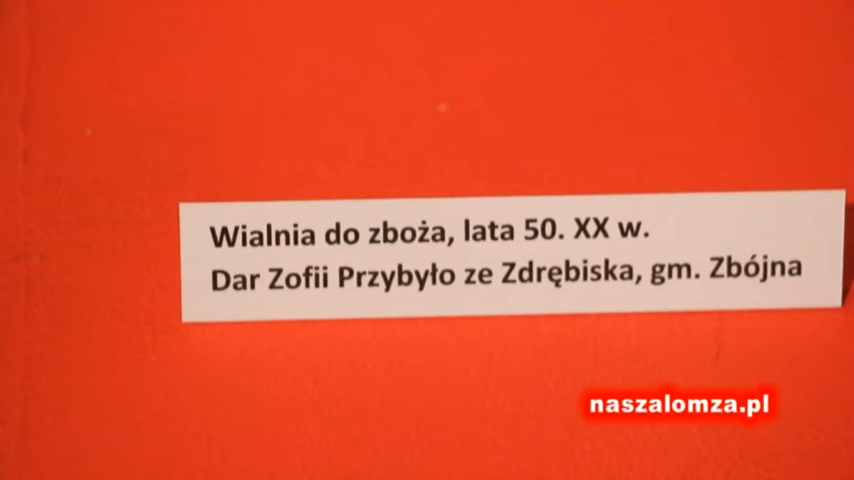 Wialnia do zboża, lata 50. XX w.
Dar Zofii Przybyło ze Zdrębiska, gm. Zbójna
naszalomza.pl